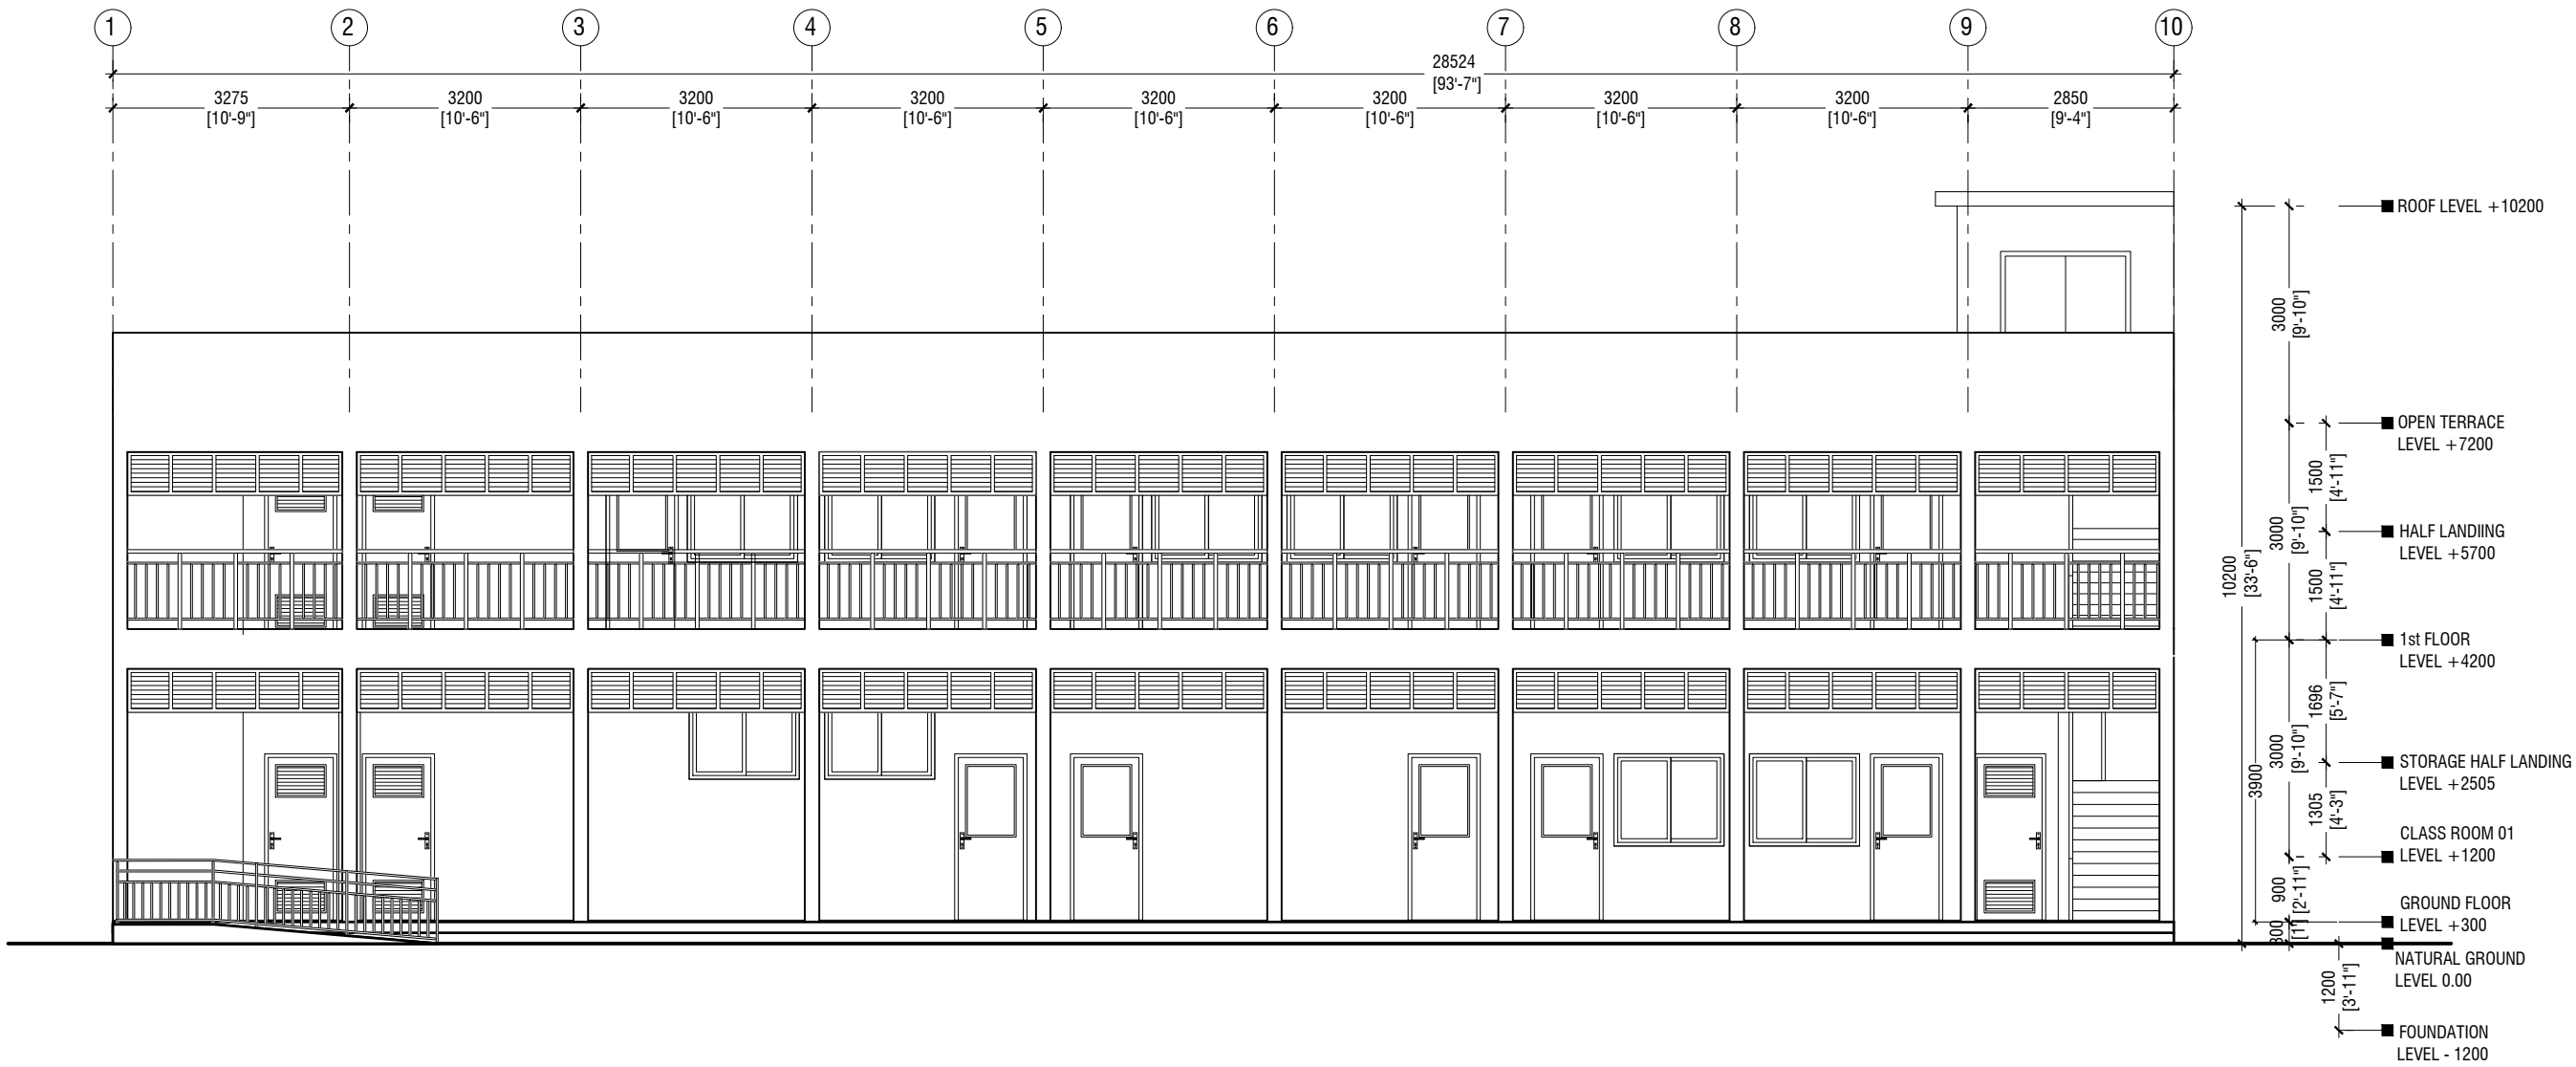 1 2 3 4 5 6 7 8 9 10
28524
[93'-7"]
3275 3200 3200 3200 3200 3200 3200 3200 2850
[10'-9"] [10'-6"] [10'-6"] [10'-6"] [10'-6"] [10'-6"] [10'-6"] [10'-6"] [9'-4"]
ROOF LEVEL +10200
3000
[9'-10"]
OPEN TERRACE
LEVEL +7200
1500
[4'-11"]
3000
[9'-10"]
HALF LANDIING
LEVEL +5700
1500
[4'-11"]
10200
[33'-6"]
1st FLOOR
LEVEL +4200
1696
[5'-7"]
3000
[9'-10"]
3900
STORAGE HALF LANDING
LEVEL +2505
1305
[4'-3"]
CLASS ROOM 01
LEVEL +1200
900
[2'-11"]
GROUND FLOOR
LEVEL +300
300
[1']
NATURAL GROUND
LEVEL 0.00
1200
[3'-11"]
FOUNDATION
LEVEL - 1200